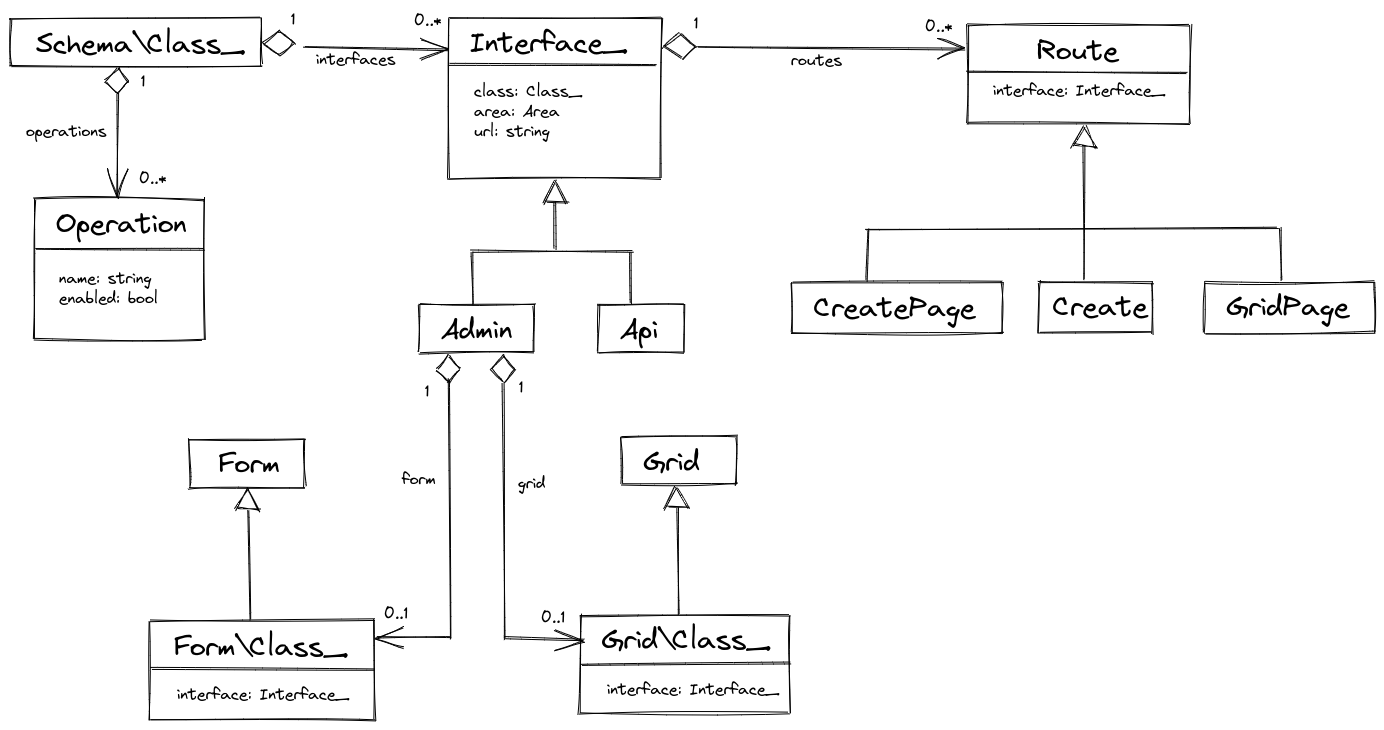 Schema\Class_
1
interfaces
0..*
Interface_
class: Class_
area: Area
url: string
1
routes
0..*
Route
interface: Interface_
1
operations
0..*
Operation
name: string
enabled: bool
Admin
Api
CreatePage
Create
GridPage
1
1
form
grid
Form
Grid
0..1
0..1
Form\Class_
interface: Interface_
Grid\Class_
interface: Interface_